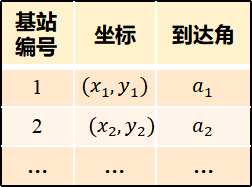 基站编号 坐标 到达角
1 (x₁, y₁) a₁
2 (x₂, y₂) a₂
... ... ...